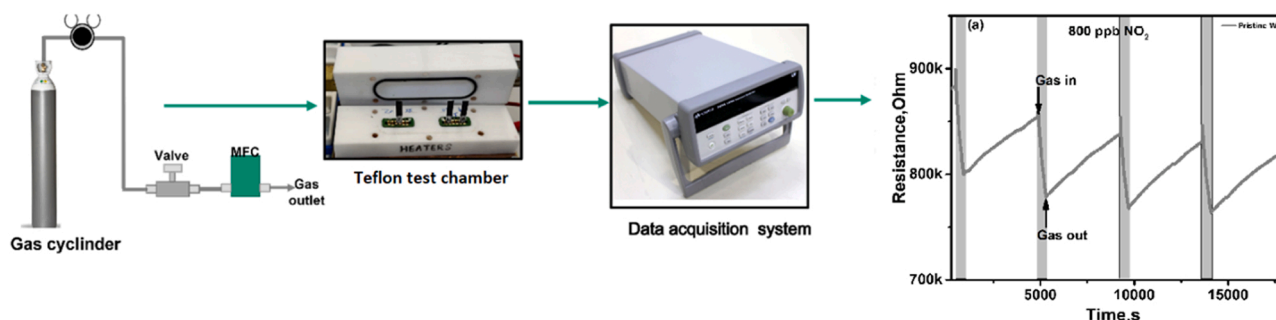 Gas cyclinder
Valve
MFC
Gas
outlet
HEATERS
Teflon test chamber
Data acquisition system
(a)
800 ppb NO₂
Pristine W
Gas in
Gas out
Resistance,Ohm
900k
800k
700k
5000
10000
15000
Time,s